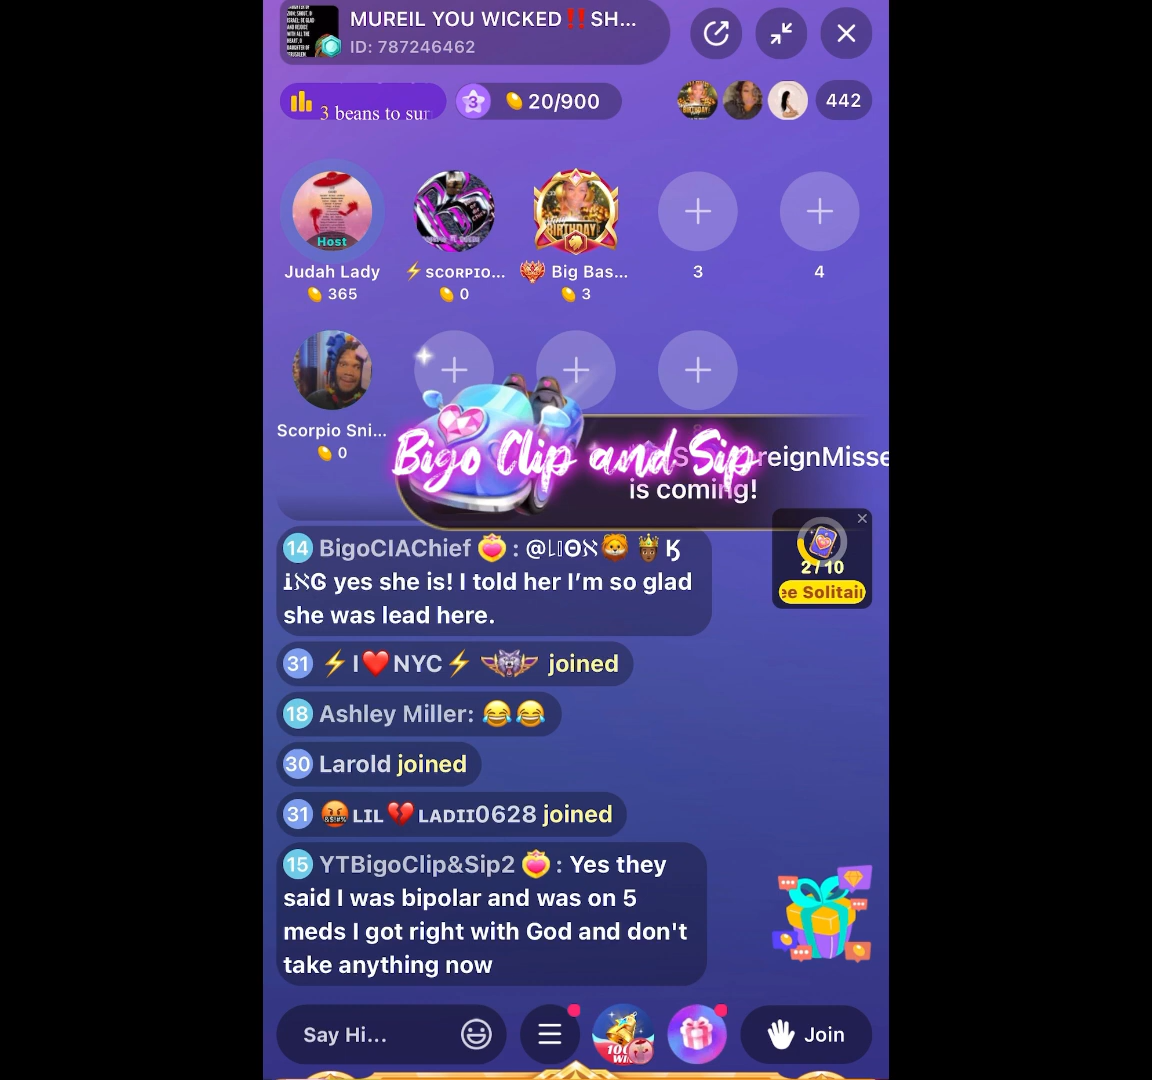 MUREIL YOU WICKED‼️SH...
ID: 787246462
3 beans to sur
3 20/900
442
Host
Judah Lady
365
⚡SCORPIO...
0
Big Bas...
3
3
4
Scorpio Sni...
0
Bigo Clip and Sip
reignMisse
is coming!
2/10
ee Solitair
14 BigoCIAChief 🍑 : @
yes she is! I told her I’m so glad
she was lead here.
31 ⚡I❤️NYC⚡ joined
18 Ashley Miller: 😂😂
30 Larold joined
31 🤬LIL💔LADII0628 joined
15 YTBigoClip&Sip2 🍑 : Yes they
said I was bipolar and was on 5
meds I got right with God and don't
take anything now
Say Hi...
Join